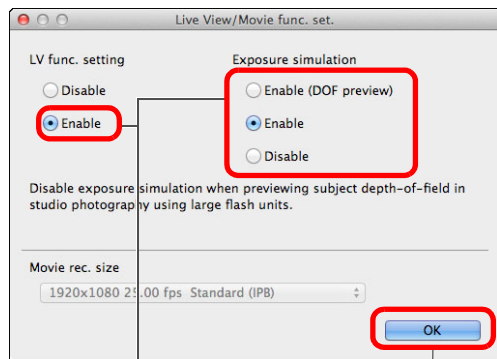 Live View/Movie func. set.
LV func. setting
Exposure simulation
Disable
Enable (DOF preview)
Enable
Enable
Disable
Disable exposure simulation when previewing subject depth-of-field in
studio photography using large flash units.
Movie rec. size
1920x1080 25.00 fps Standard (IPB)
OK